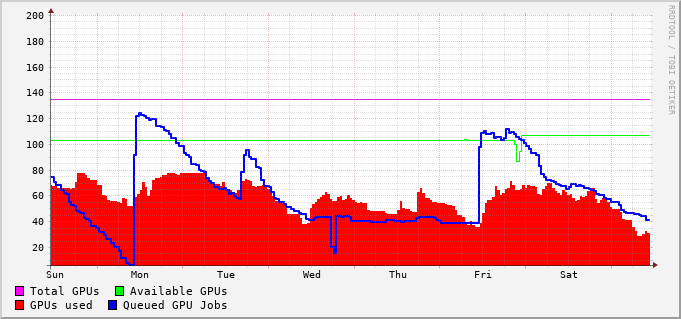 200
180
160
140
120
100
80
60
40
20
Sun Mon Tue Wed Thu Fri Sat
Total GPUs Available GPUs
GPUs used Queued GPU Jobs
RRDTOOL / TOBI OETIKER